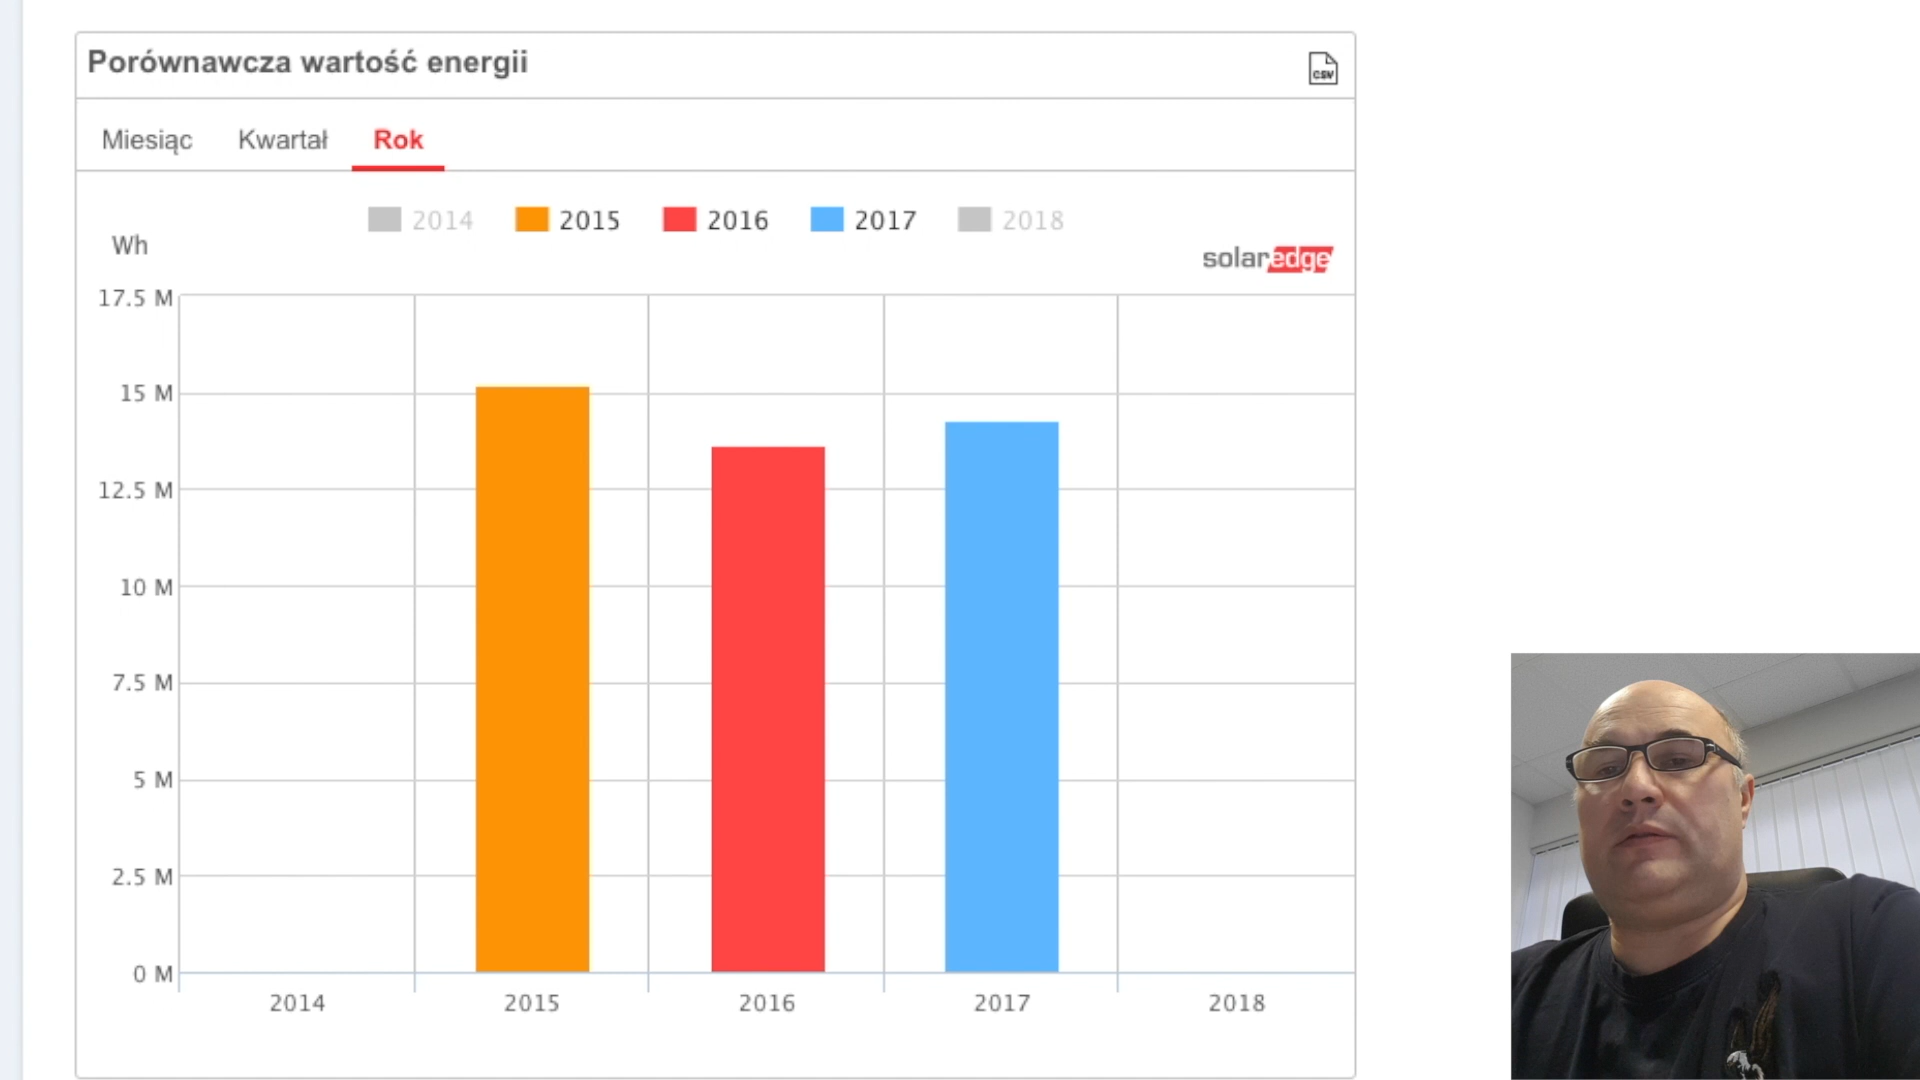 Porównawcza wartość energii
CSV
Miesiąc Kwartał Rok
2014 2015 2016 2017 2018
Wh
solaredge
17.5 M
15 M
12.5 M
10 M
7.5 M
5 M
2.5 M
0 M
2014 2015 2016 2017 2018